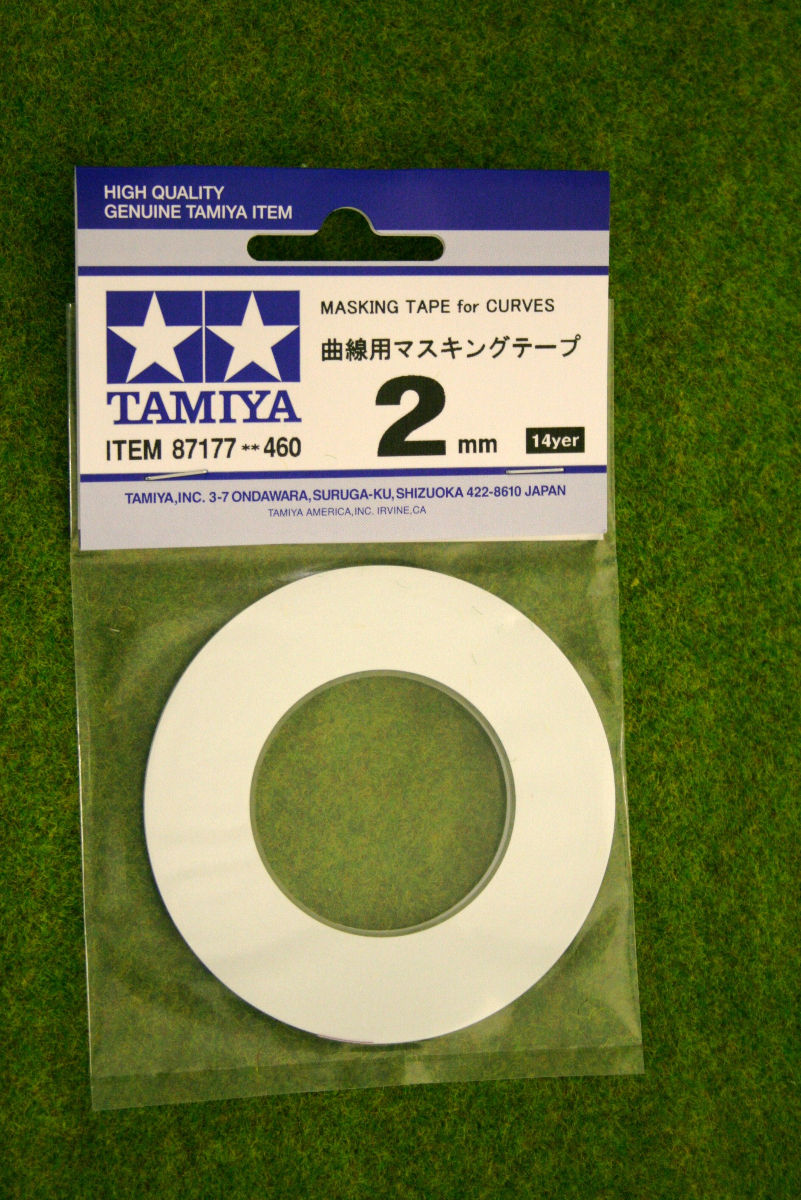 HIGH QUALITY
GENUINE TAMIYA ITEM
MASKING TAPE for CURVES
曲線用マスキングテープ
TAMIYA
2 mm
14yer
ITEM 87177 ** 460
TAMIYA,INC. 3-7 ONDAWARA,SURUGA-KU,SHIZUOKA 422-8610 JAPAN
TAMIYA AMERICA,INC. IRVINE,CA